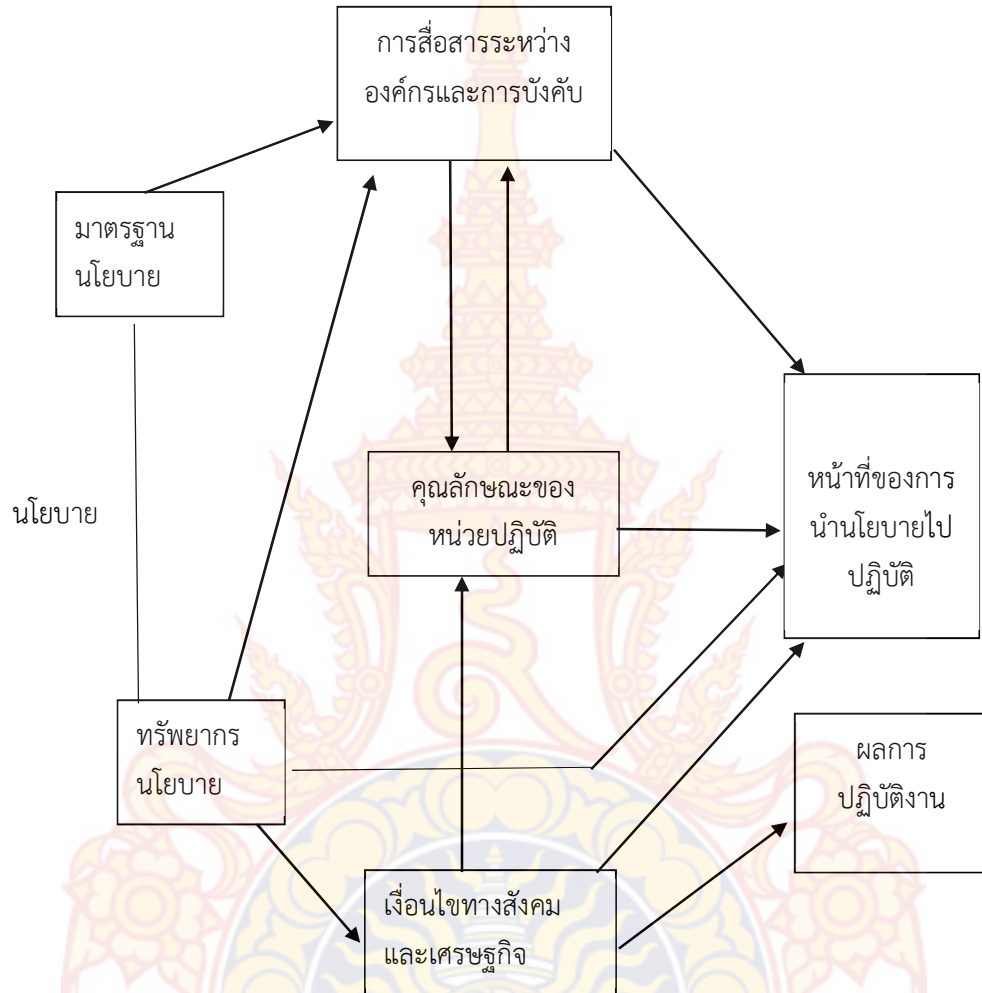 การสื่อสารระหว่าง
องค์กรและการบังคับ
มาตรฐาน
นโยบาย
นโยบาย
คุณลักษณะของ
หน่วยปฏิบัติ
หน้าที่ของการ
นำนโยบายไป
ปฏิบัติ
ทรัพยากร
นโยบาย
ผลการ
ปฏิบัติงาน
เงื่อนไขทางสังคม
และเศรษฐกิจ